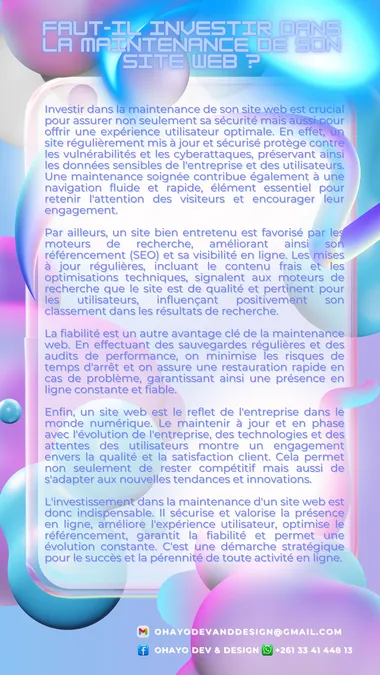 FAUT-IL INVESTIR DANS
LA MAINTENANCE DE SON
SITE WEB ?
Investir dans la maintenance de son site web est crucial
pour assurer non seulement sa sécurité mais aussi pour
offrir une expérience utilisateur optimale. En effet, un
site régulièrement mis à jour et sécurisé protège contre
les vulnérabilités et les cyberattaques, préservant ainsi
les données sensibles de l'entreprise et des utilisateurs.
Une maintenance soignée contribue également à une
navigation fluide et rapide, élément essentiel pour
retenir l'attention des visiteurs et encourager leur
engagement.
Par ailleurs, un site bien entretenu est favorisé par les
moteurs de recherche, améliorant ainsi son
référencement (SEO) et sa visibilité en ligne. Les mises
à jour régulières, incluant le contenu frais et les
optimisations techniques, signalent aux moteurs de
recherche que le site est de qualité et pertinent pour
les utilisateurs, influençant positivement son
classement dans les résultats de recherche.
La fiabilité est un autre avantage clé de la maintenance
web. En effectuant des sauvegardes régulières et des
audits de performance, on minimise les risques de
temps d'arrêt et on assure une restauration rapide en
cas de problème, garantissant ainsi une présence en
ligne constante et fiable.
Enfin, un site web est le reflet de l'entreprise dans le
monde numérique. Le maintenir à jour et en phase
avec l'évolution de l'entreprise, des technologies et des
attentes des utilisateurs montre un engagement
envers la qualité et la satisfaction client. Cela permet
non seulement de rester compétitif mais aussi de
s'adapter aux nouvelles tendances et innovations.
L'investissement dans la maintenance d'un site web est
donc indispensable. Il sécurise et valorise la présence
en ligne, améliore l'expérience utilisateur, optimise le
référencement, garantit la fiabilité et permet une
évolution constante. C'est une démarche stratégique
pour le succès et la pérennité de toute activité en ligne.
OHAYODEVANDDESIGN@GMAIL.COM
OHAYO DEV & DESIGN +261 33 41 448 13